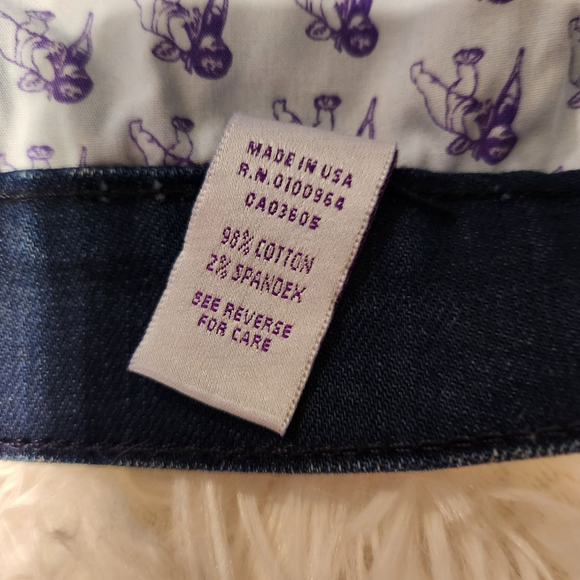 MADE IN USA
R.N.0100964
CA03605
98% COTTON
2% SPANDEX
SEE REVERSE
FOR CARE